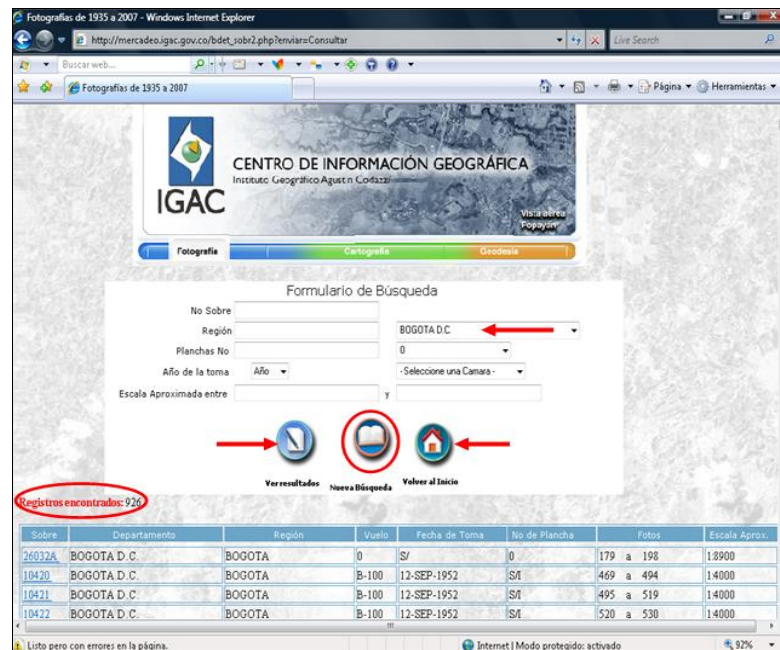 Fotografías de 1935 a 2007 - Windows Internet Explorer
http://mercadeo.igac.gov.co/bdet_sobr2.php?enviar=Consultar
Live Search
Buscar web...
Fotografías de 1935 a 2007
Página
Herramientas
IGAC
CENTRO DE INFORMACIÓN GEOGRÁFICA
Instituto Geográfico Agustín Codazzi
Vista aérea
Popayán
Fotografía Cartografía Geodesia
Formulario de Búsqueda
No Sobre
Región BOGOTA D.C.
Planchas No 0
Año de la toma Año - Seleccione una Camara -
Escala Aproximada entre y
Ver resultados Nueva Búsqueda Volver al Inicio
Registros encontrados: 926
Sobre Departamento Región Vuelo Fecha de Toma No de Plancha Fotos Escala Aprox.
26032A BOGOTA D.C. BOGOTA 0 S/ 0 179 a 198 1:8900
10420 BOGOTA D.C. BOGOTA B-100 12-SEP-1952 S/I 469 a 494 1:4000
10421 BOGOTA D.C. BOGOTA B-100 12-SEP-1952 S/I 495 a 519 1:4000
10422 BOGOTA D.C. BOGOTA B-100 12-SEP-1952 S/I 520 a 530 1:4000
Listo pero con errores en la página.
Internet | Modo protegido: activado
92%